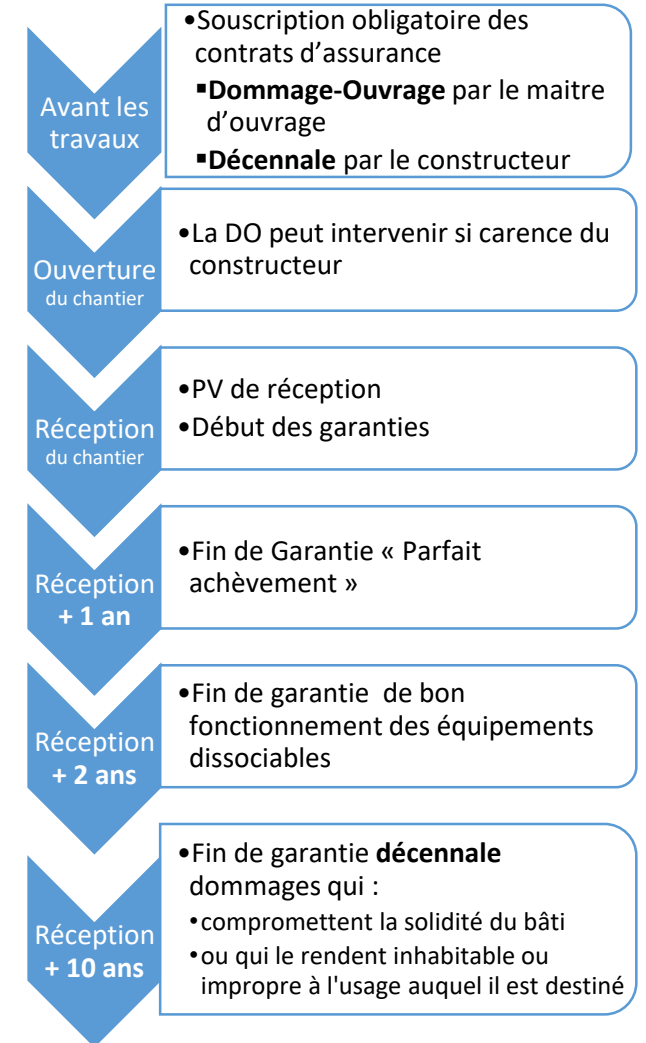 Avant les
travaux
•Souscription obligatoire des
contrats d’assurance
▪Dommage-Ouvrage par le maitre
d’ouvrage
▪Décennale par le constructeur
Ouverture
du chantier
•La DO peut intervenir si carence du
constructeur
Réception
du chantier
•PV de réception
•Début des garanties
Réception
+ 1 an
•Fin de Garantie « Parfait
achèvement »
Réception
+ 2 ans
•Fin de garantie  de bon
fonctionnement des équipements
dissociables
Réception
+ 10 ans
•Fin de garantie décennale
dommages qui :
•compromettent la solidité du bâti
•ou qui le rendent inhabitable ou
impropre à l'usage auquel il est destiné